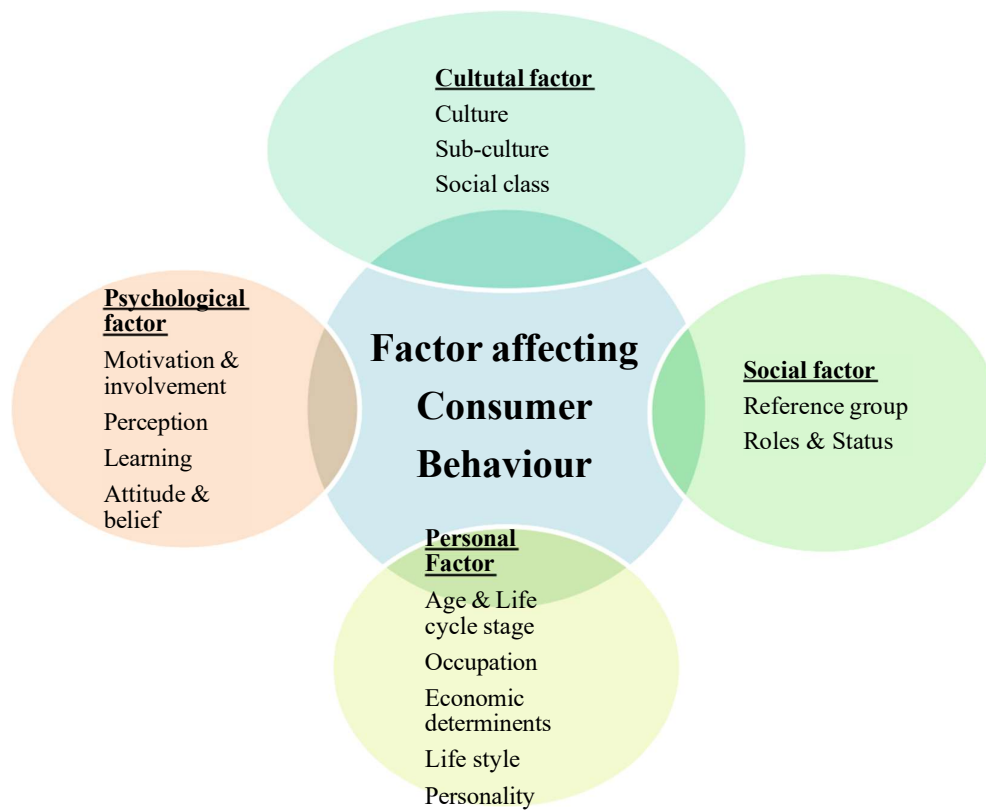 Cultutal factor
Culture
Sub-culture
Social class
Psychological
factor
Motivation &
involvement
Perception
Learning
Attitude &
belief
Factor affecting
Consumer
Behaviour
Social factor
Reference group
Roles & Status
Personal
Factor
Age & Life
cycle stage
Occupation
Economic
determinents
Life style
Personality